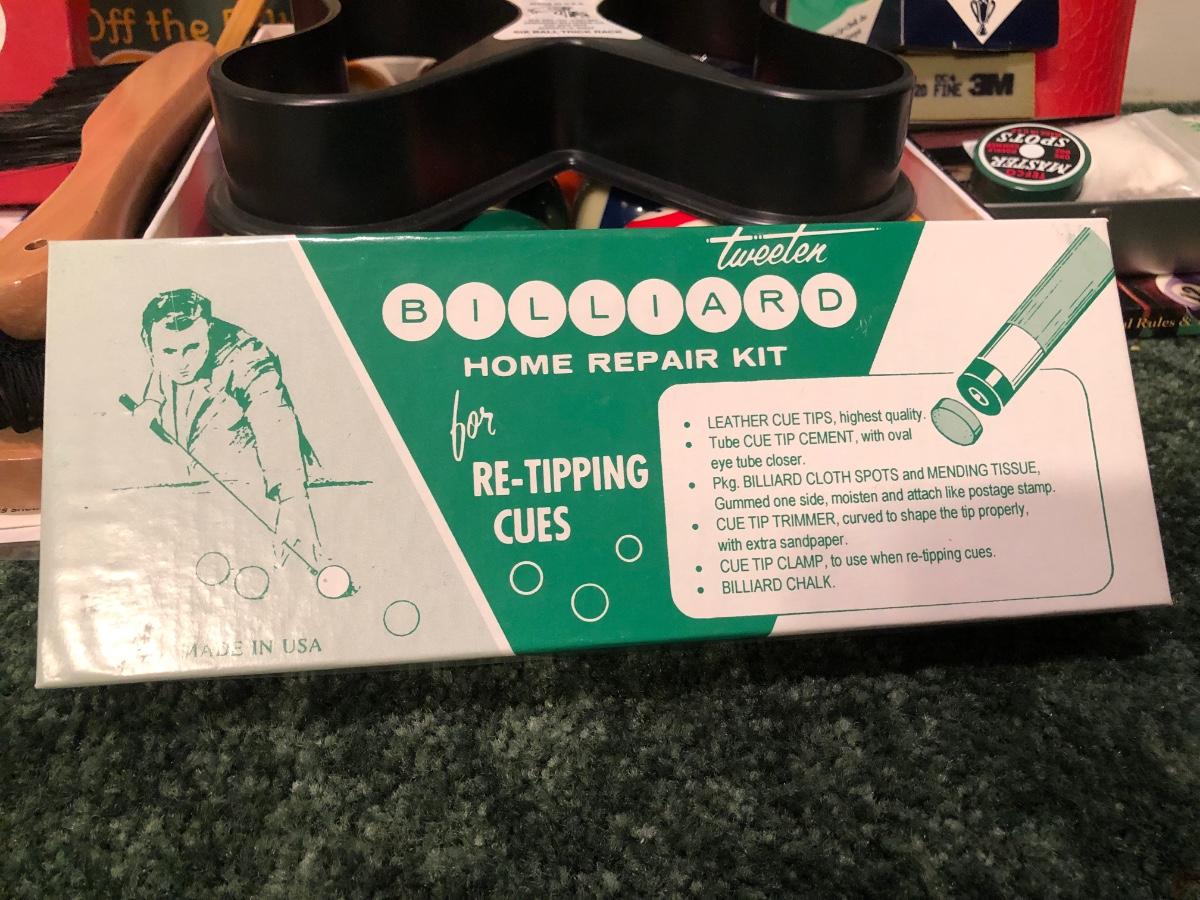 Off the
SIX BALL TRICK RACK
FINE 3M
TEFCO
MASTER
SPOTS
l Rules &
tweeten
BILLIARD
HOME REPAIR KIT
for
RE-TIPPING
CUES
• LEATHER CUE TIPS, highest quality.
• Tube CUE TIP CEMENT, with oval
eye tube closer.
• Pkg. BILLIARD CLOTH SPOTS and MENDING TISSUE,
Gummed one side, moisten and attach like postage stamp.
• CUE TIP TRIMMER, curved to shape the tip properly,
with extra sandpaper.
• CUE TIP CLAMP, to use when re-tipping cues.
• BILLIARD CHALK.
MADE IN USA